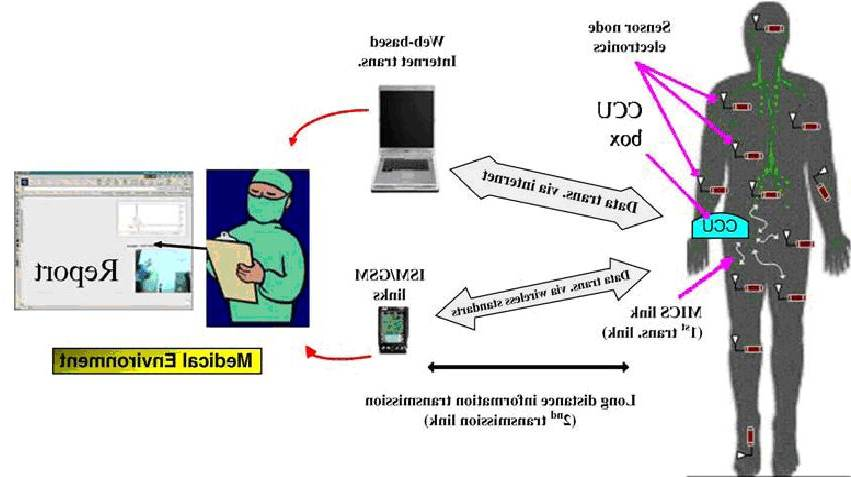 Sensor node
electronics
Web-based
Internet trans.
CCU
box
Data trans. via internet
CCU
Report
ISM/GSM
links
Data trans. via wireless standarts
MICS link
(1st trans. link)
Medical Environment
Long distance information transmission
(2nd transmission link)